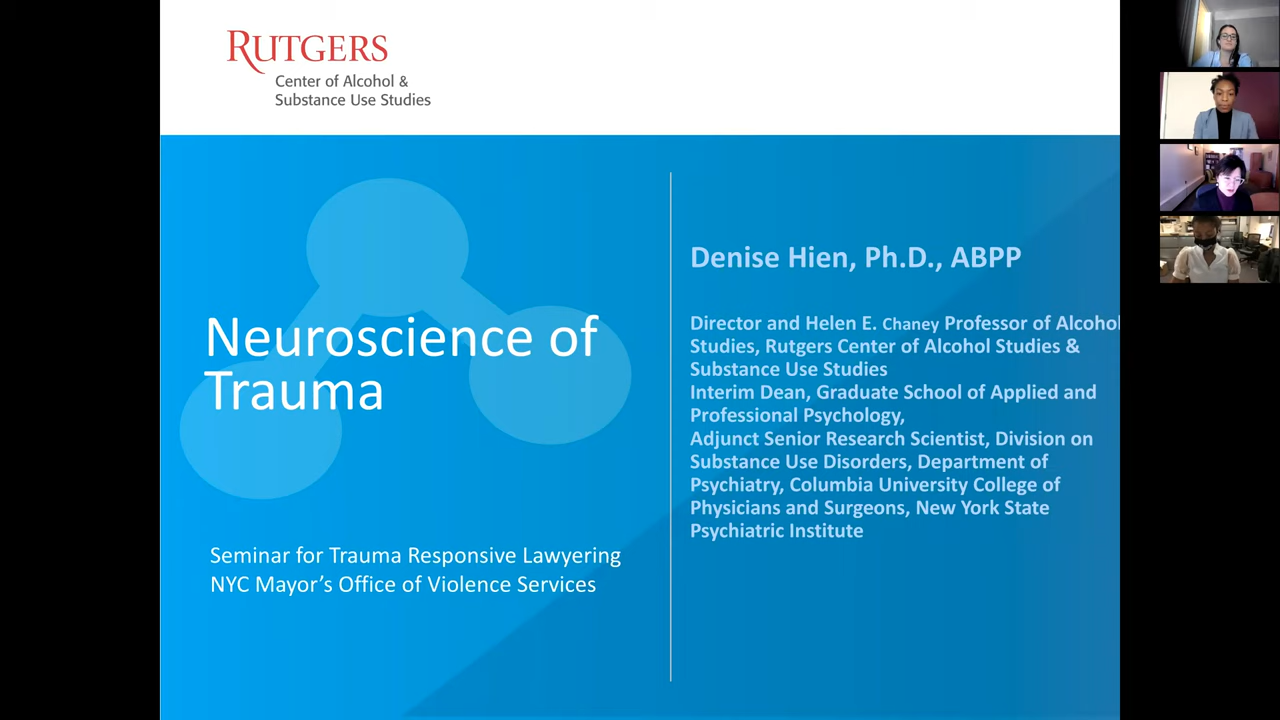 RUTGERS
Center of Alcohol &
Substance Use Studies
Neuroscience of
Trauma
Seminar for Trauma Responsive Lawyering
NYC Mayor's Office of Violence Services
Denise Hien, Ph.D., ABPP
Director and Helen E. Chaney Professor of Alcohol
Studies, Rutgers Center of Alcohol Studies &
Substance Use Studies
Interim Dean, Graduate School of Applied and
Professional Psychology,
Adjunct Senior Research Scientist, Division on
Substance Use Disorders, Department of
Psychiatry, Columbia University College of
Physicians and Surgeons, New York State
Psychiatric Institute